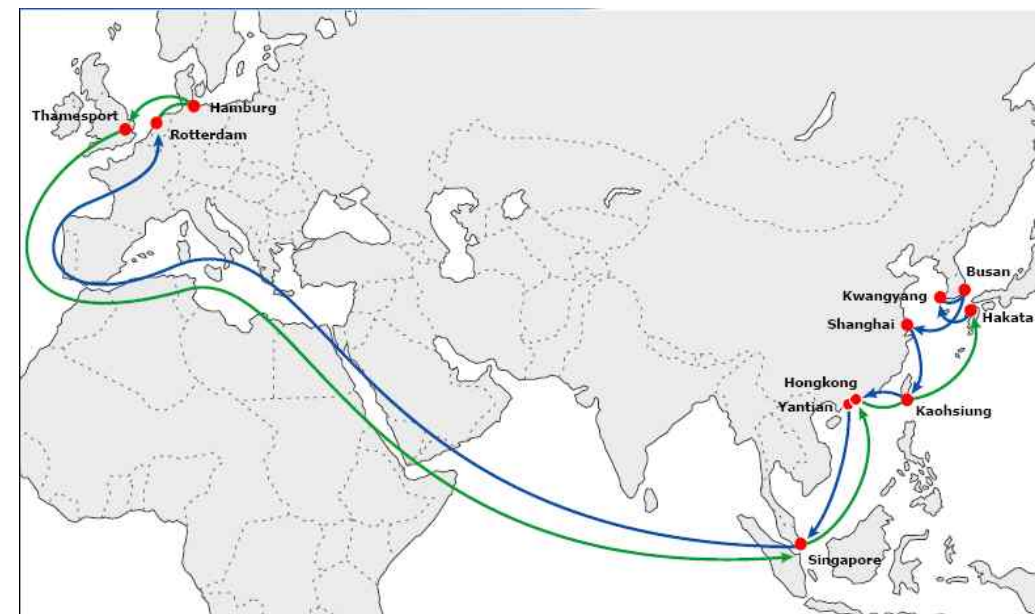 Thamesport
Hamburg
Rotterdam
Busan
Kwangyang
Hakata
Shanghai
Hongkong
Yantian
Kaohsiung
Singapore